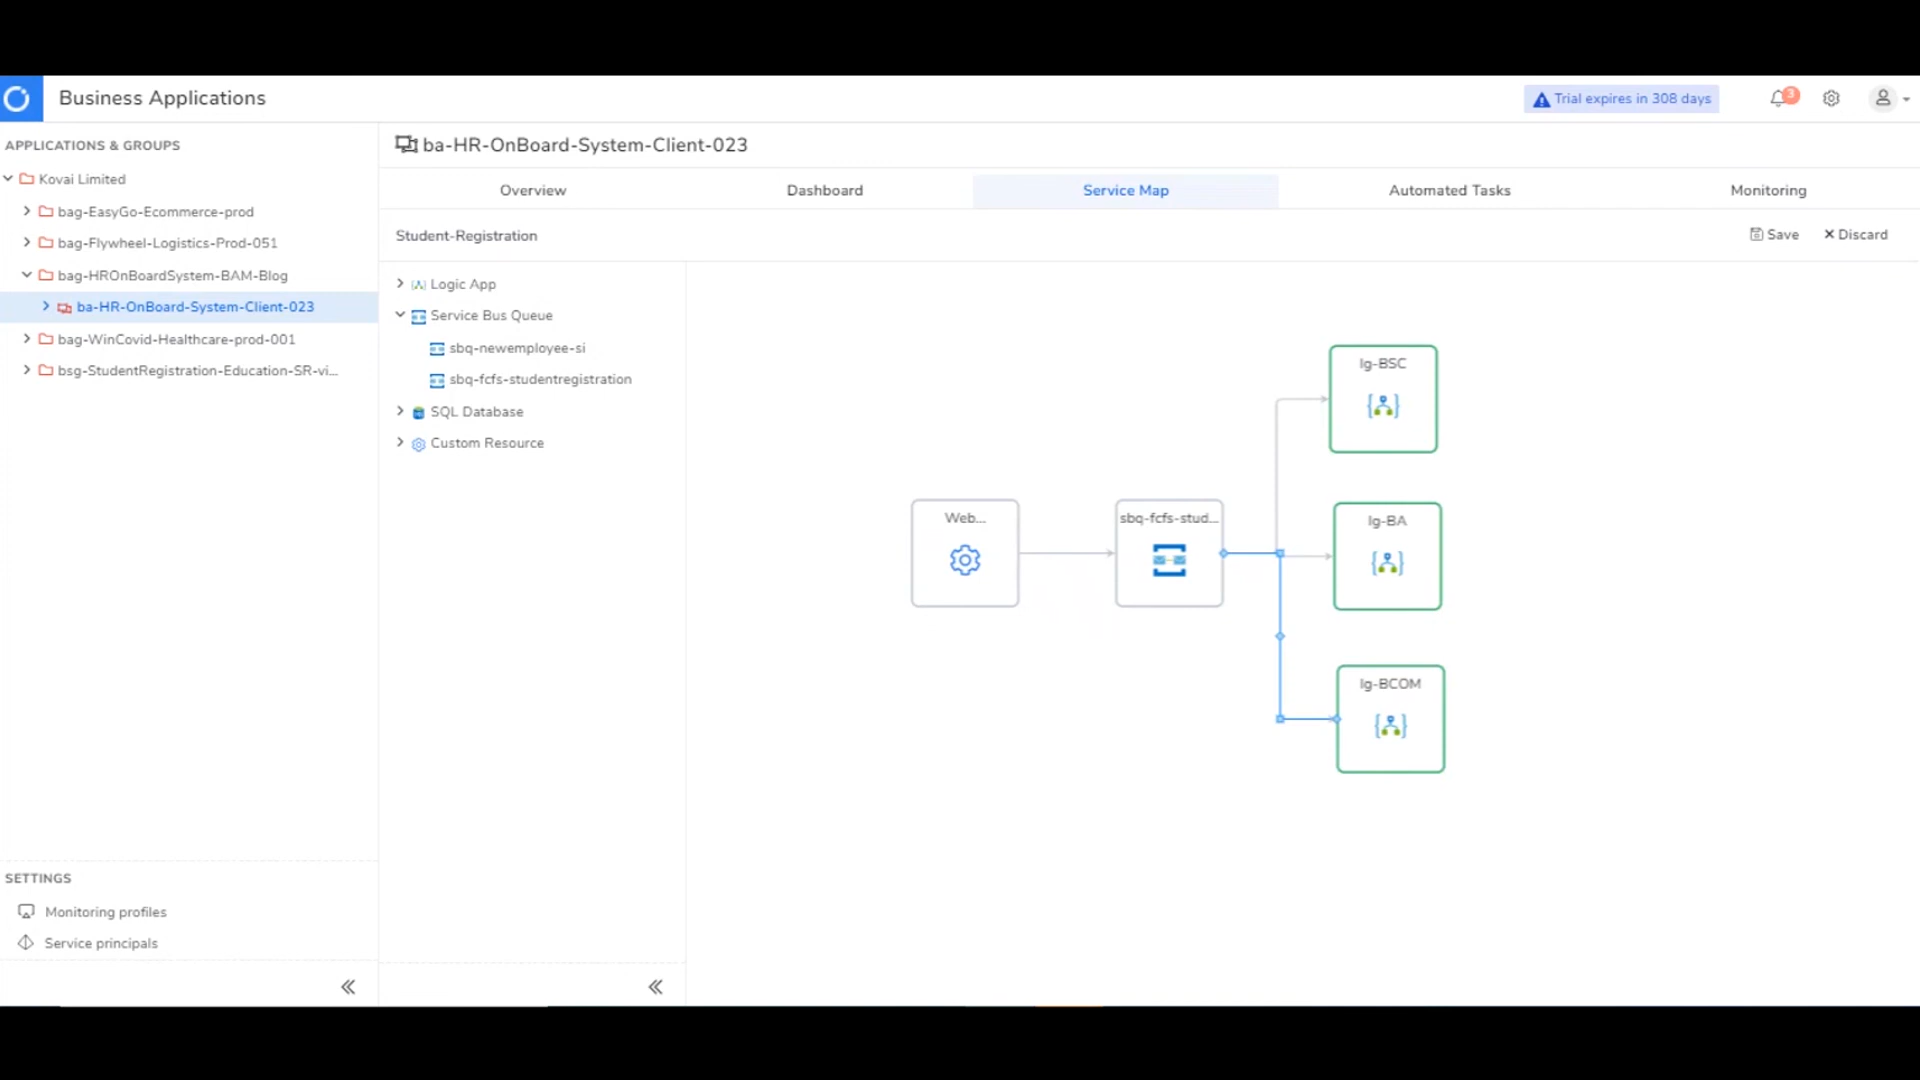 Business Applications
Trial expires in 308 days
3
APPLICATIONS & GROUPS
Kovai Limited
bag-EasyGo-Ecommerce-prod
bag-Flywheel-Logistics-Prod-051
bag-HROnBoardSystem-BAM-Blog
ba-HR-OnBoard-System-Client-023
bag-WinCovid-Healthcare-prod-001
bsg-StudentRegistration-Education-SR-vi...
SETTINGS
Monitoring profiles
Service principals
ba-HR-OnBoard-System-Client-023
Overview
Dashboard
Service Map
Automated Tasks
Monitoring
Student-Registration
Save
Discard
Logic App
Service Bus Queue
sbq-newemployee-si
sbq-fcfs-studentregistration
SQL Database
Custom Resource
Web...
sbq-fcfs-stud...
lg-BSC
lg-BA
lg-BCOM